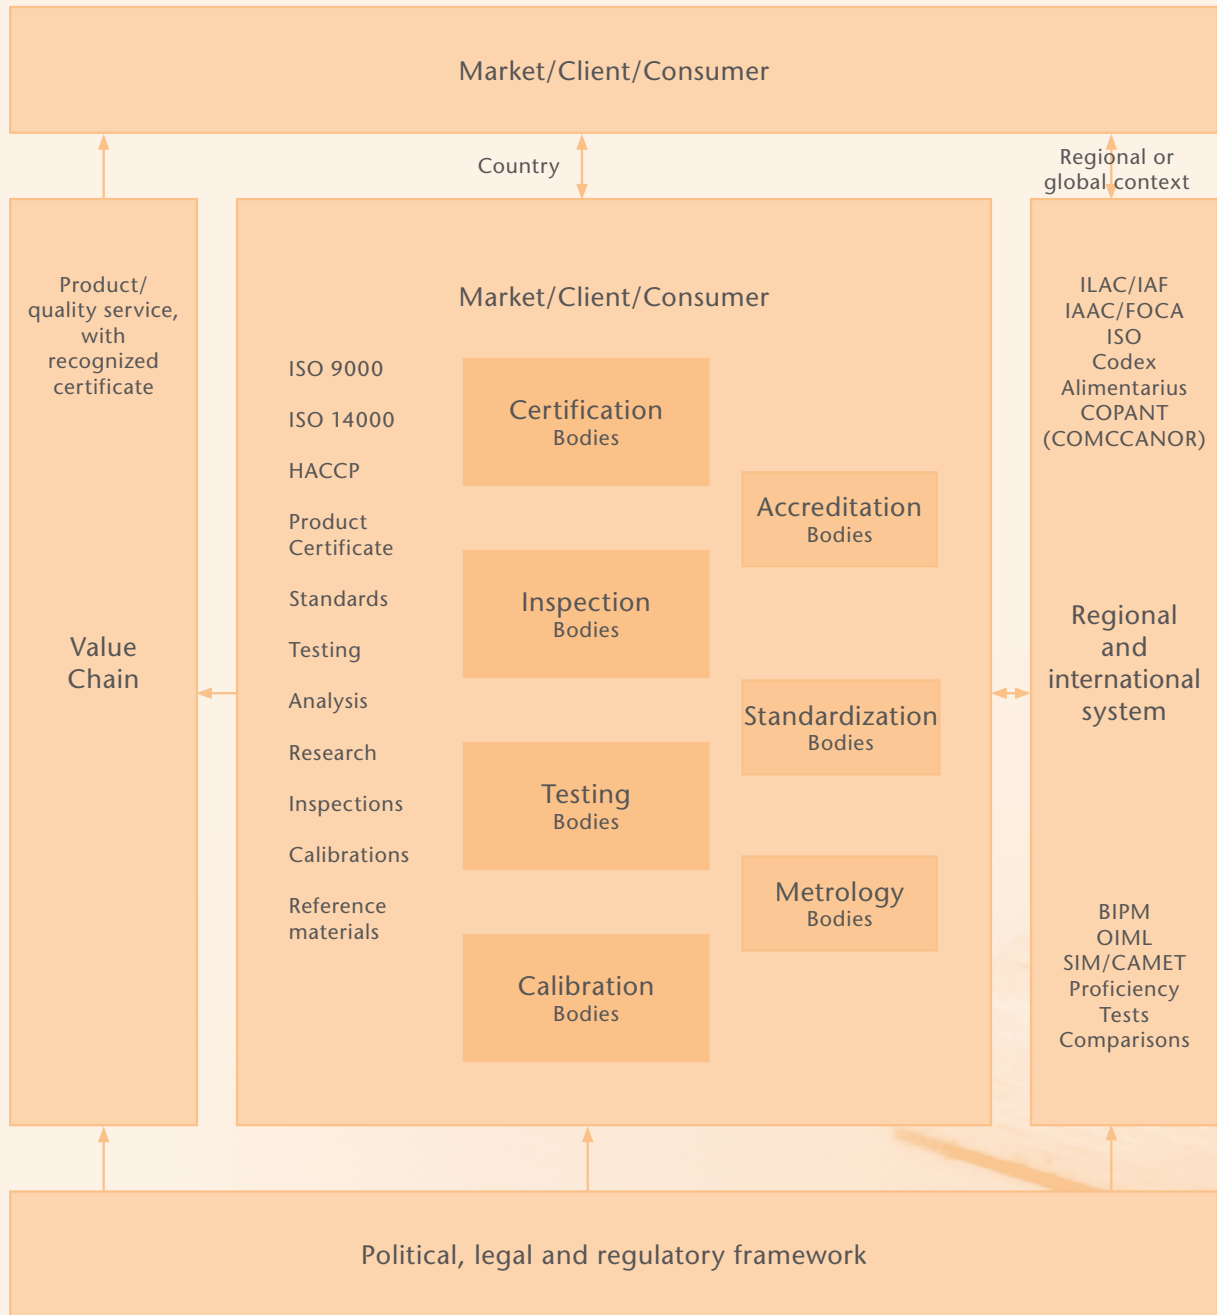 Market/Client/Consumer
Country
Regional or
global context
Product/
quality service,
with
recognized
certificate
Value
Chain
Market/Client/Consumer
ISO 9000
ISO 14000
HACCP
Product
Certificate
Standards
Testing
Analysis
Research
Inspections
Calibrations
Reference
materials
Certification
Bodies
Inspection
Bodies
Testing
Bodies
Calibration
Bodies
Accreditation
Bodies
Standardization
Bodies
Metrology
Bodies
ILAC/IAF
IAAC/FOCA
ISO
Codex
Alimentarius
COPANT
(COMCCANOR)
Regional
and
international
system
BIPM
OIML
SIM/CAMET
Proficiency
Tests
Comparisons
Political, legal and regulatory framework